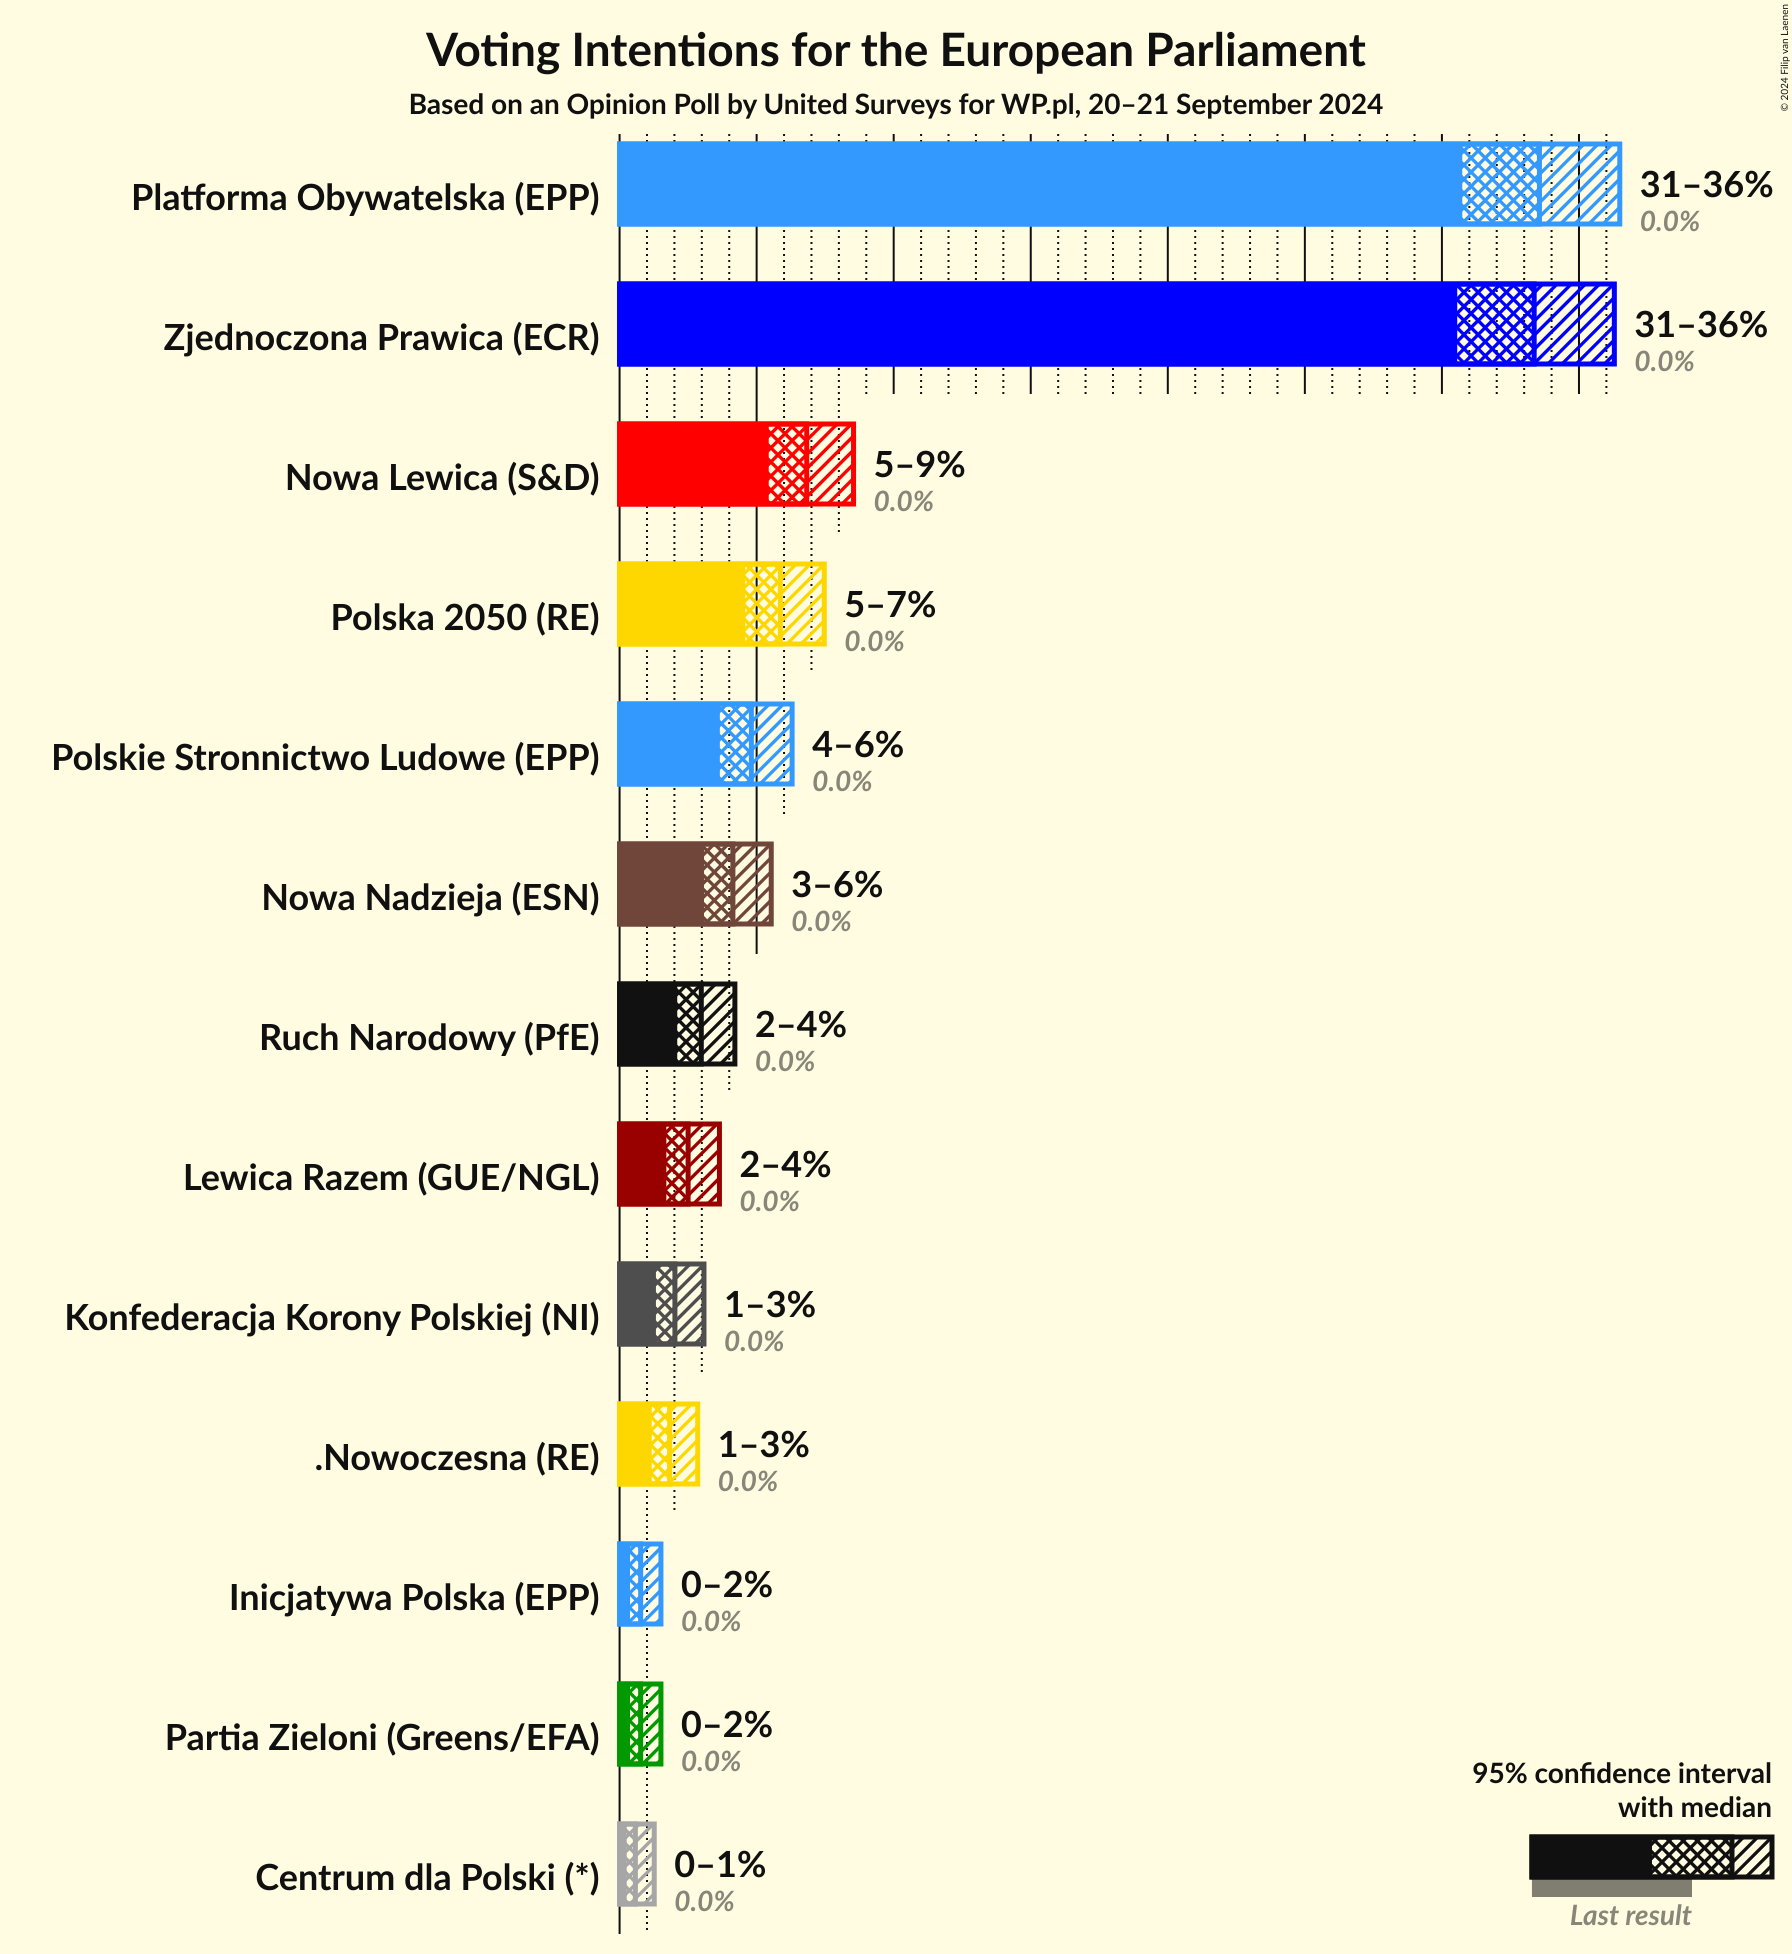 Voting Intentions for the European Parliament
Based on an Opinion Poll by United Surveys for WP.pl, 20–21 September 2024
© 2024 Filip van Laenen
Platforma Obywatelska (EPP)
31–36%
0.0%
Zjednoczona Prawica (ECR)
31–36%
0.0%
Nowa Lewica (S&D)
5–9%
0.0%
Polska 2050 (RE)
5–7%
0.0%
Polskie Stronnictwo Ludowe (EPP)
4–6%
0.0%
Nowa Nadzieja (ESN)
3–6%
0.0%
Ruch Narodowy (PfE)
2–4%
0.0%
Lewica Razem (GUE/NGL)
2–4%
0.0%
Konfederacja Korony Polskiej (NI)
1–3%
0.0%
.Nowoczesna (RE)
1–3%
0.0%
Inicjatywa Polska (EPP)
0–2%
0.0%
Partia Zieloni (Greens/EFA)
0–2%
0.0%
Centrum dla Polski (*)
0–1%
0.0%
95% confidence interval
with median
Last result